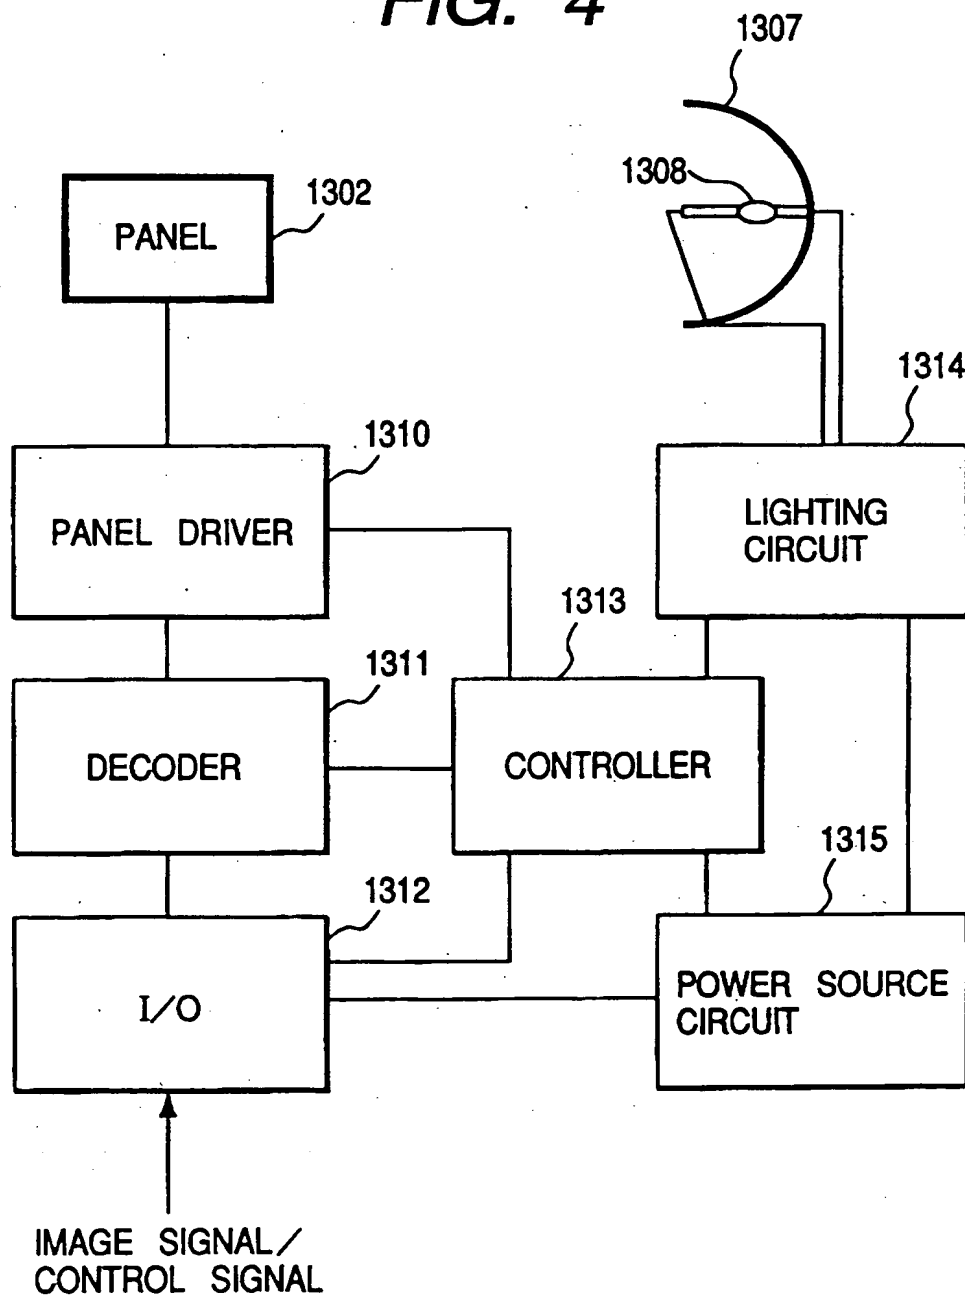 FIG. 4
1307
1308
1302
PANEL
1314
1310
PANEL DRIVER
LIGHTING
CIRCUIT
1313
1311
DECODER
CONTROLLER
1315
1312
I/O
POWER SOURCE
CIRCUIT
IMAGE SIGNAL/
CONTROL SIGNAL